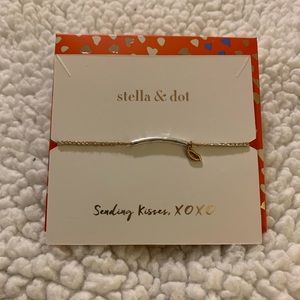 stella & dot
Sending Kisses, XOXO